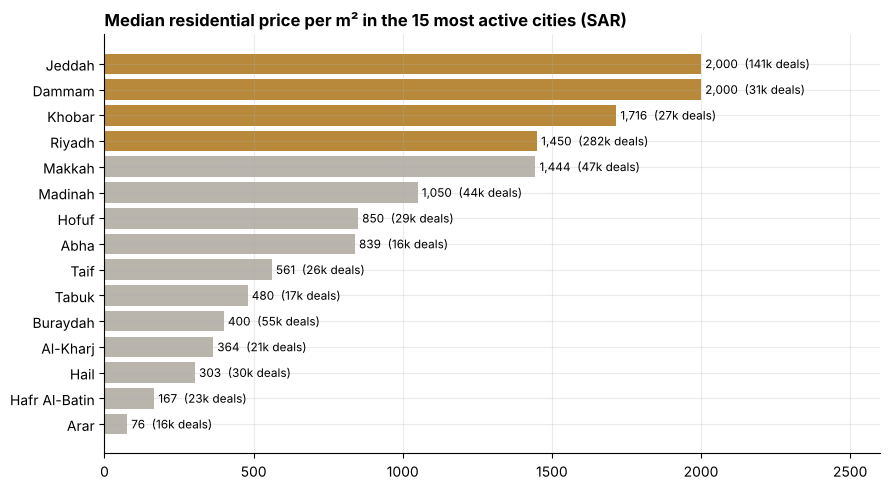 Median residential price per m² in the 15 most active cities (SAR)
Jeddah 2,000 (141k deals)
Dammam 2,000 (31k deals)
Khobar 1,716 (27k deals)
Riyadh 1,450 (282k deals)
Makkah 1,444 (47k deals)
Madinah 1,050 (44k deals)
Hofuf 850 (29k deals)
Abha 839 (16k deals)
Taif 561 (26k deals)
Tabuk 480 (17k deals)
Buraydah 400 (55k deals)
Al-Kharj 364 (21k deals)
Hail 303 (30k deals)
Hafr Al-Batin 167 (23k deals)
Arar 76 (16k deals)
0 500 1000 1500 2000 2500